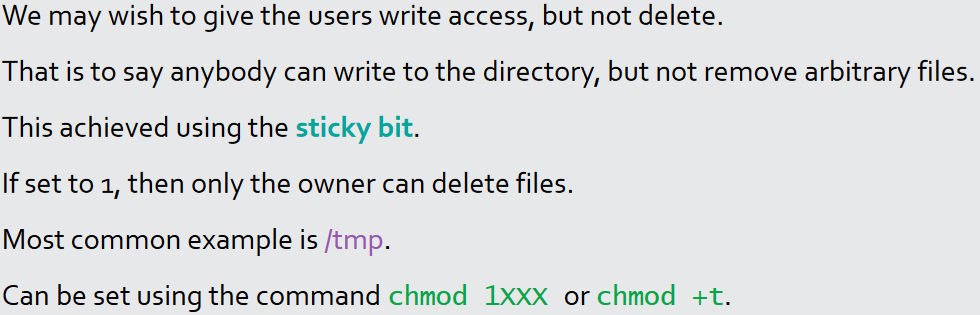 We may wish to give the users write access, but not delete.
That is to say anybody can write to the directory, but not remove arbitrary files.
This achieved using the sticky bit.
If set to 1, then only the owner can delete files.
Most common example is /tmp.
Can be set using the command chmod 1XXX or chmod +t.